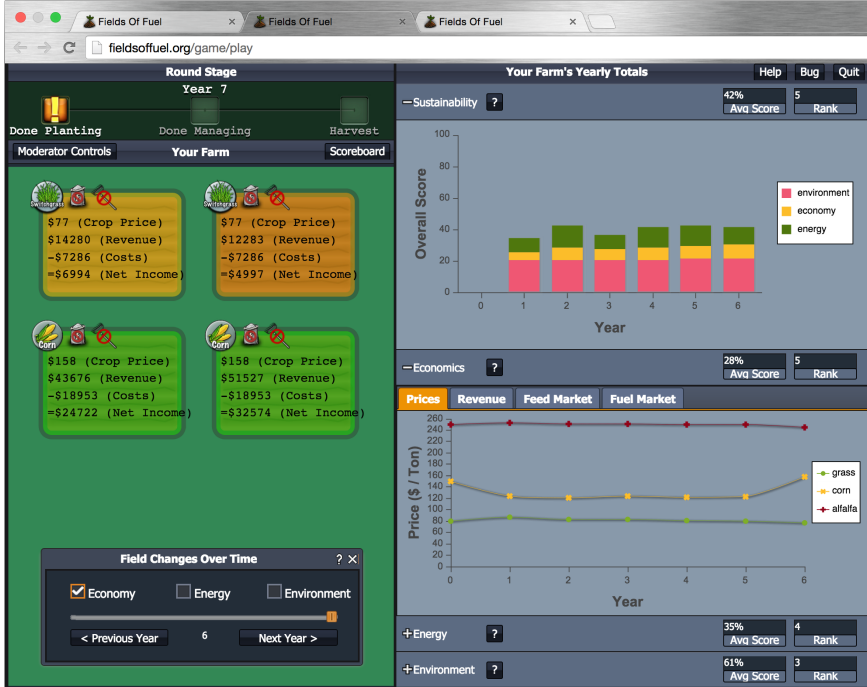 Fields Of Fuel ×
Fields Of Fuel ×
Fields Of Fuel ×
fieldsoffuel.org/game/play
Round Stage
Year 7
Done Planting
Done Managing
Harvest
Moderator Controls
Your Farm
Scoreboard
Switchgrass
$77 (Crop Price)
$14280 (Revenue)
-$7286 (Costs)
=$6994 (Net Income)
Switchgrass
$77 (Crop Price)
$12283 (Revenue)
-$7286 (Costs)
=$4997 (Net Income)
Corn
$158 (Crop Price)
$43676 (Revenue)
-$18953 (Costs)
=$24722 (Net Income)
Corn
$158 (Crop Price)
$51527 (Revenue)
-$18953 (Costs)
=$32574 (Net Income)
Field Changes Over Time
? ×
Economy
Energy
Environment
< Previous Year
6
Next Year >
Your Farm's Yearly Totals
Help
Bug
Quit
−Sustainability
?
42%
Avg Score
5
Rank
Overall Score
100
80
60
40
20
0
0 1 2 3 4 5 6
Year
environment
economy
energy
−Economics
?
28%
Avg Score
5
Rank
Prices
Revenue
Feed Market
Fuel Market
Price ($ / Ton)
260
240
220
200
180
160
140
120
100
80
60
40
20
0
0 1 2 3 4 5 6
Year
grass
corn
alfalfa
+Energy
?
35%
Avg Score
4
Rank
+Environment
?
61%
Avg Score
3
Rank